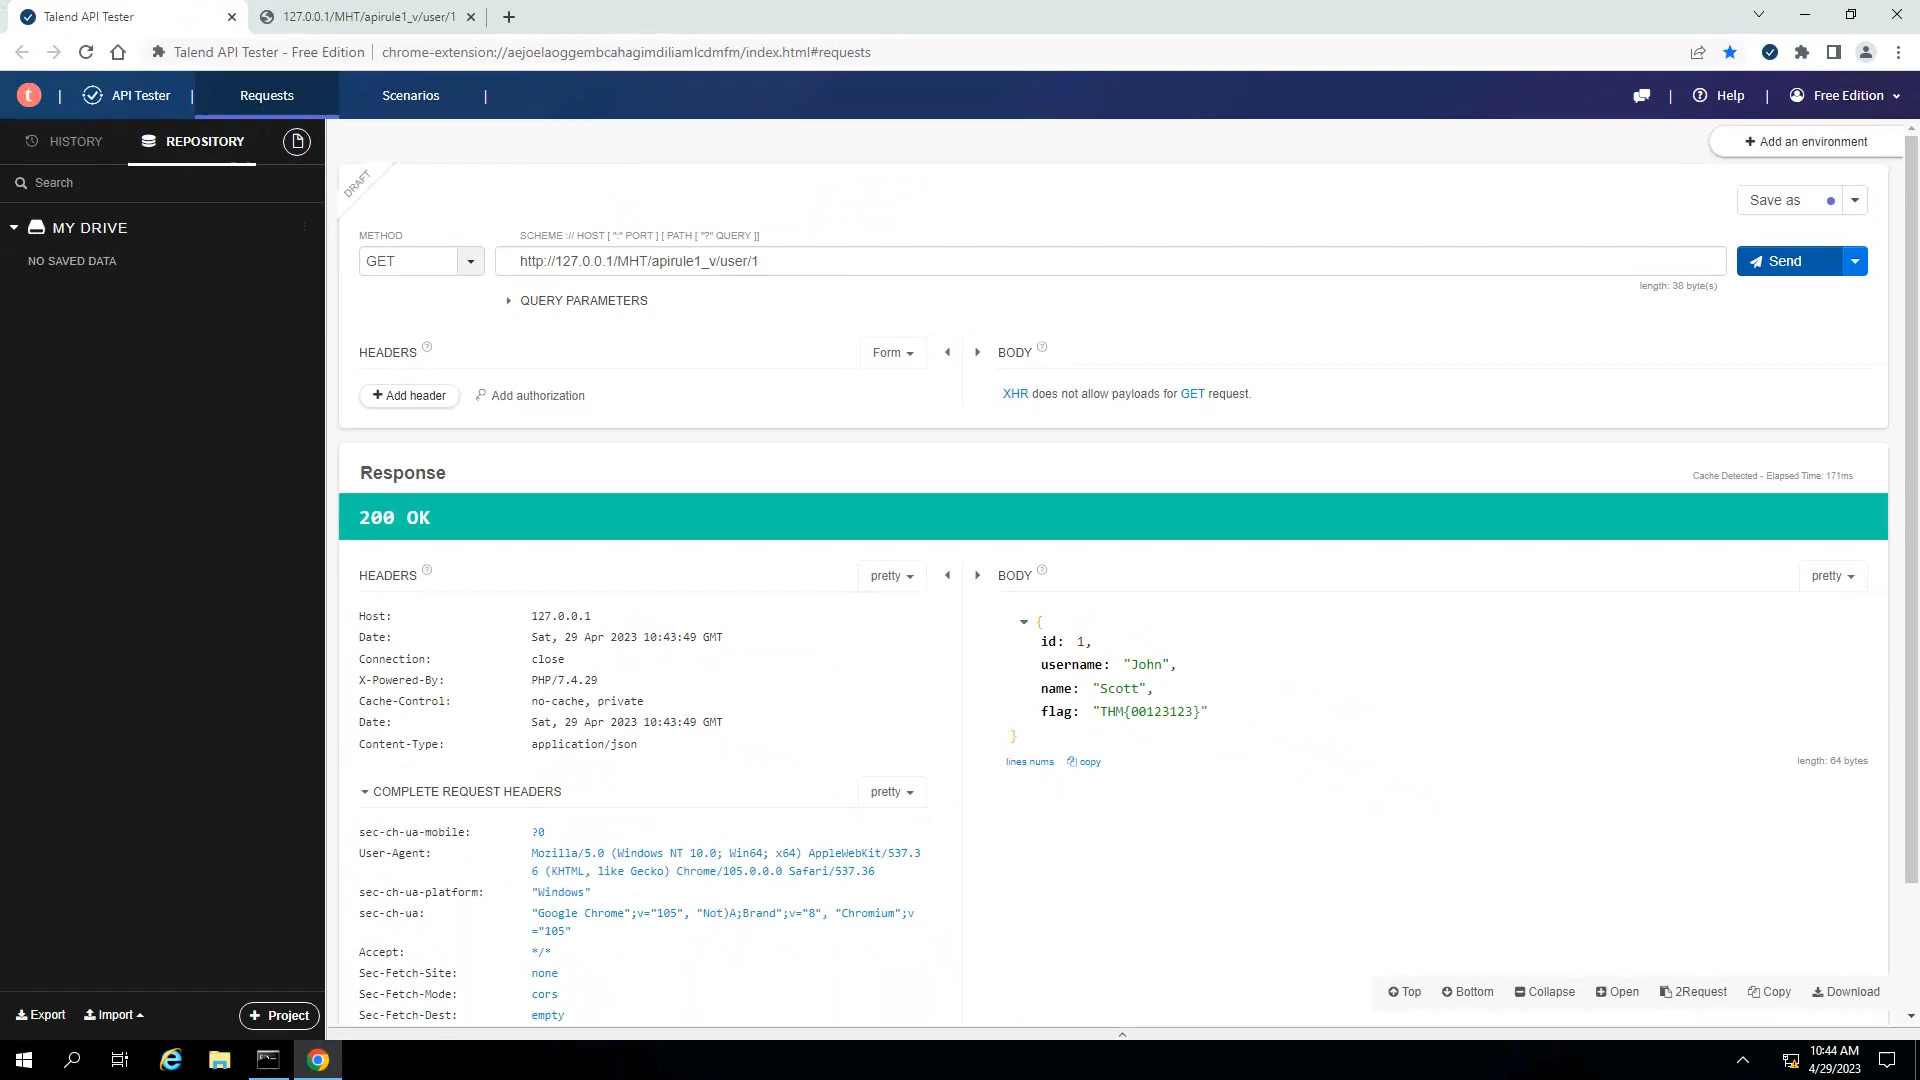 Talend API Tester
127.0.0.1/MHT/apirule1_v/user/1
Talend API Tester - Free Edition
chrome-extension://aejoelaoggembcahagimdiliamlcdmfm/index.html#requests
t | API Tester | Requests Scenarios |
| Help | Free Edition
HISTORY REPOSITORY
Add an environment
Search
MY DRIVE
NO SAVED DATA
DRAFT
Save as
METHOD
SCHEME :// HOST [ ":" PORT ] [ PATH [ "?" QUERY ]]
GET
http://127.0.0.1/MHT/apirule1_v/user/1
Send
length: 38 byte(s)
QUERY PARAMETERS
HEADERS ?
Form
BODY ?
+ Add header
Add authorization
XHR does not allow payloads for GET request.
Response
Cache Detected - Elapsed Time: 171ms
200 OK
HEADERS ?
pretty
BODY ?
pretty
Host: 127.0.0.1
Date: Sat, 29 Apr 2023 10:43:49 GMT
Connection: close
X-Powered-By: PHP/7.4.29
Cache-Control: no-cache, private
Date: Sat, 29 Apr 2023 10:43:49 GMT
Content-Type: application/json
{
id: 1,
username: "John",
name: "Scott",
flag: "THM{00123123}"
}
lines nums copy
length: 64 bytes
COMPLETE REQUEST HEADERS
pretty
sec-ch-ua-mobile: ?0
User-Agent: Mozilla/5.0 (Windows NT 10.0; Win64; x64) AppleWebKit/537.3
6 (KHTML, like Gecko) Chrome/105.0.0.0 Safari/537.36
sec-ch-ua-platform: "Windows"
sec-ch-ua: "Google Chrome";v="105", "Not)A;Brand";v="8", "Chromium";v
="105"
Accept: */*
Sec-Fetch-Site: none
Sec-Fetch-Mode: cors
Sec-Fetch-Dest: empty
Top Bottom Collapse Open 2Request Copy Download
Export Import + Project
10:44 AM
4/29/2023